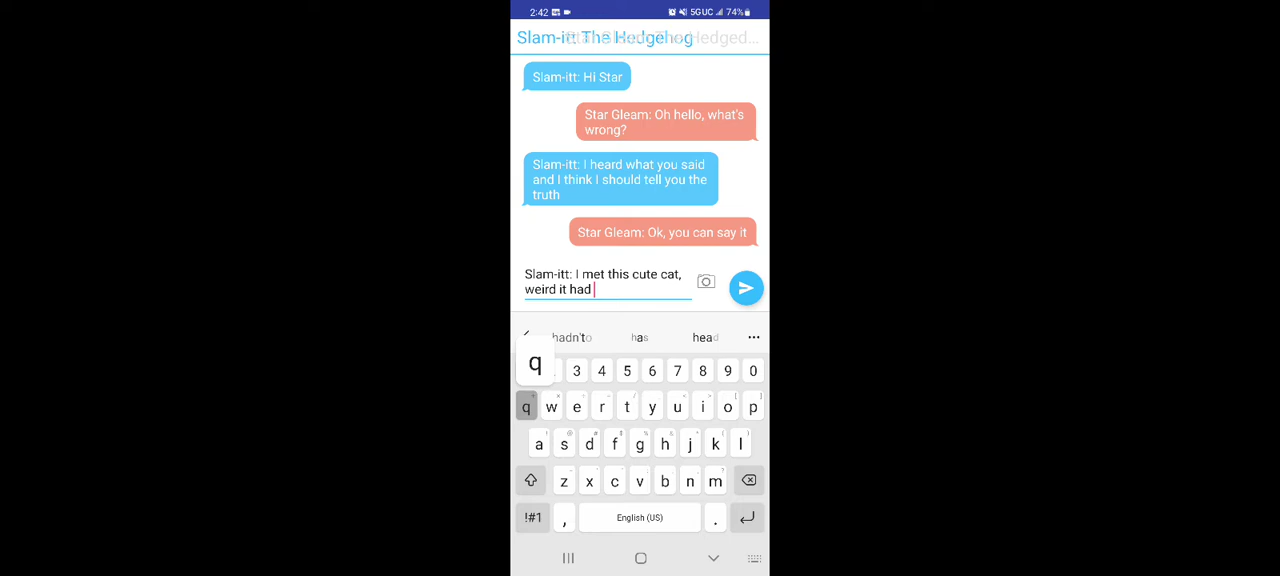 2:42 5GUC 74%
Slam-itt The Hedgehog
Slam-itt: Hi Star
Star Gleam: Oh hello, what's
wrong?
Slam-itt: I heard what you said
and I think I should tell you the
truth
Star Gleam: Ok, you can say it
Slam-itt: I met this cute cat,
weird it had
hadn't has head
q 3 4 5 6 7 8 9 0
q w e r t y u i o p
a s d f g h j k l
z x c v b n m
!#1 , English (US) .